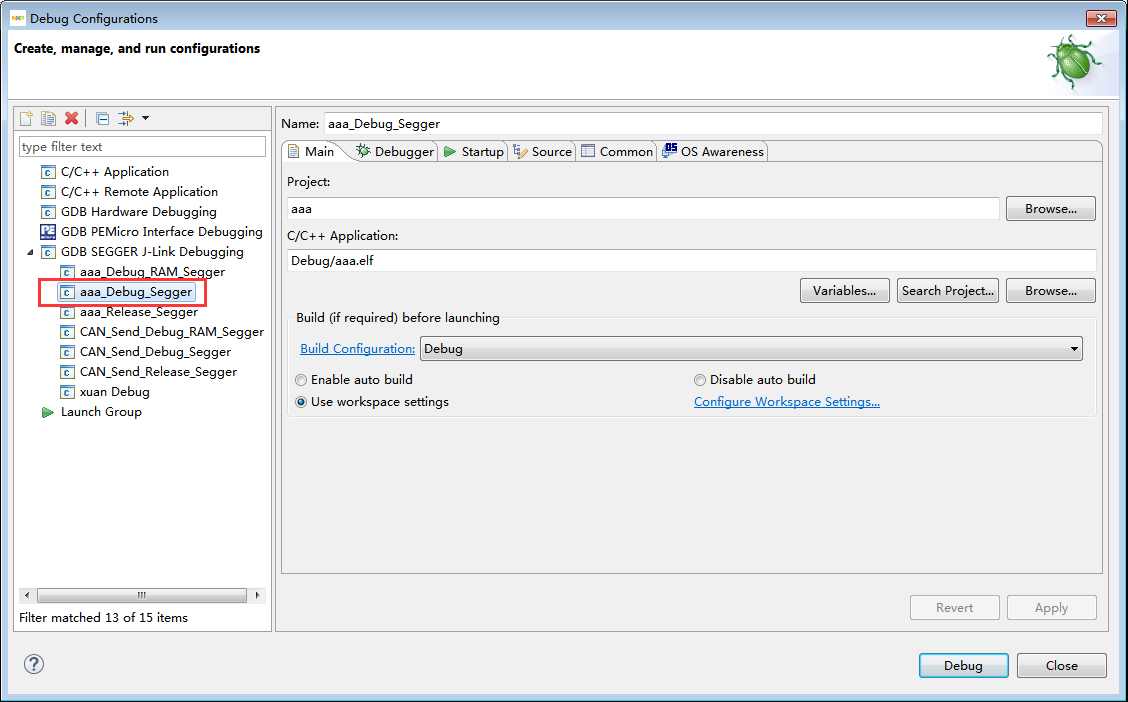 NXP Debug Configurations
Create, manage, and run configurations
type filter text
C/C++ Application
C/C++ Remote Application
GDB Hardware Debugging
PE GDB PEMicro Interface Debugging
GDB SEGGER J-Link Debugging
aaa_Debug_RAM_Segger
aaa_Debug_Segger
aaa_Release_Segger
CAN_Send_Debug_RAM_Segger
CAN_Send_Debug_Segger
CAN_Send_Release_Segger
xuan Debug
Launch Group
Filter matched 13 of 15 items
Name: aaa_Debug_Segger
Main Debugger Startup Source Common OS Awareness
Project:
aaa Browse...
C/C++ Application:
Debug/aaa.elf
Variables... Search Project... Browse...
Build (if required) before launching
Build Configuration: Debug
Enable auto build Disable auto build
Use workspace settings Configure Workspace Settings...
Revert Apply
? Debug Close